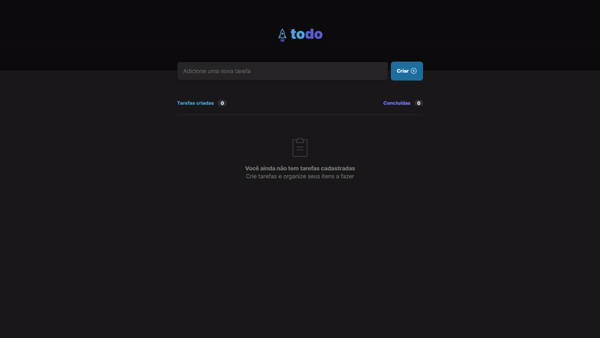 todo
Adicione uma nova tarefa
Criar
Tarefas criadas 0
Concluídas 0
Você ainda não tem tarefas cadastradas
Crie tarefas e organize seus itens a fazer